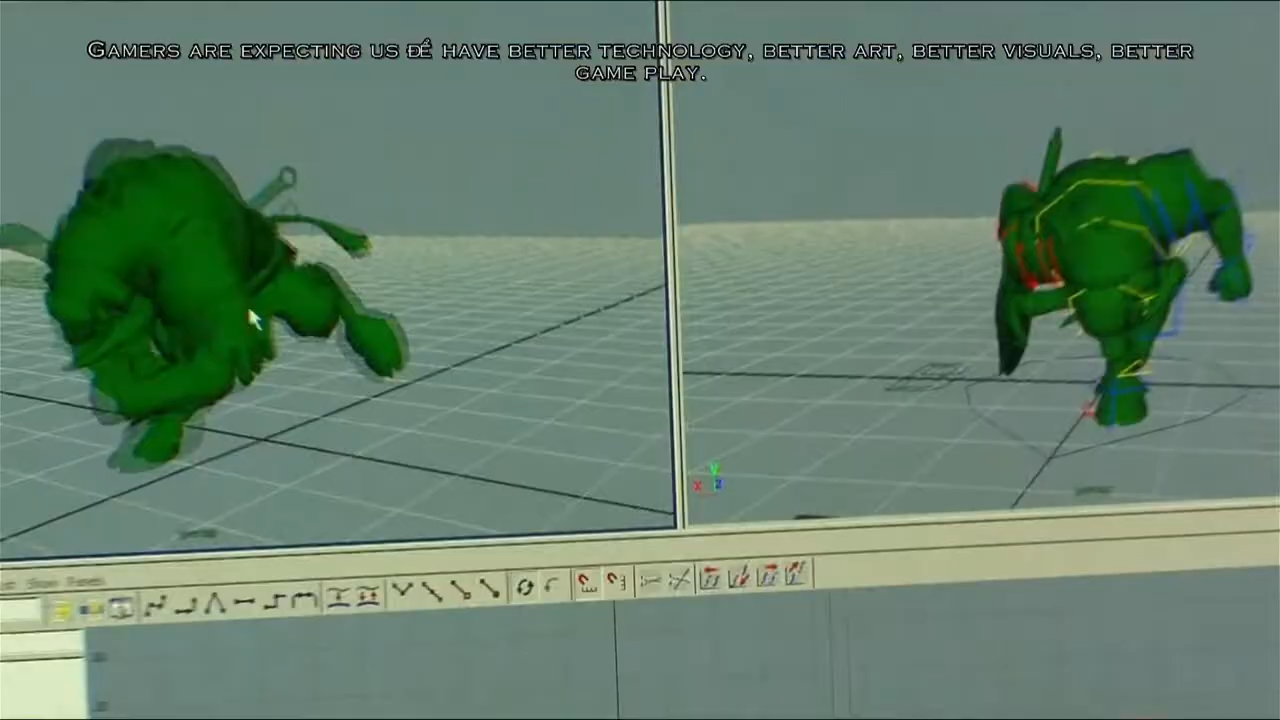 Gamers are expecting us để have better technology, better art, better visuals, better
game play.
Y
X
Z